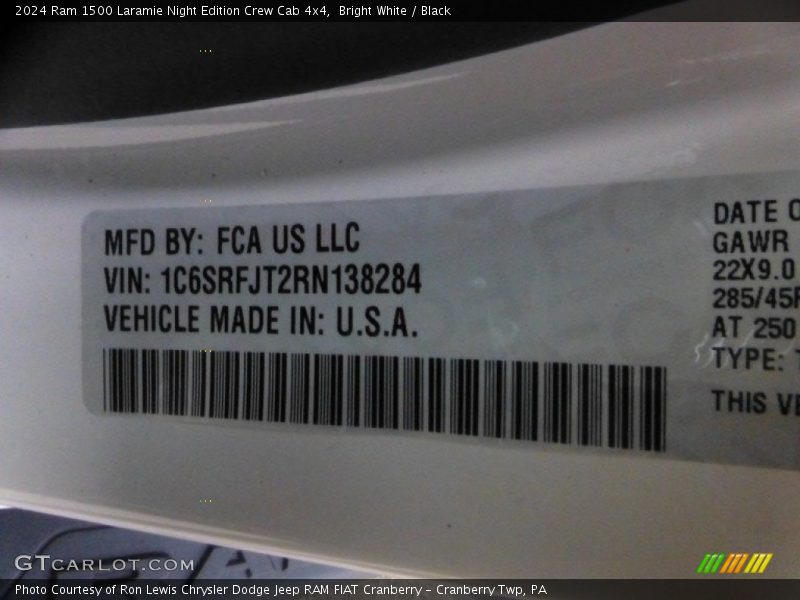 2024 Ram 1500 Laramie Night Edition Crew Cab 4x4, Bright White / Black
MFD BY: FCA US LLC
VIN: 1C6SRFJT2RN138284
VEHICLE MADE IN: U.S.A.
DATE O
GAWR
22X9.0
285/45R
AT 250
TYPE:
THIS VE
GTCARLOT.COM
Photo Courtesy of Ron Lewis Chrysler Dodge Jeep RAM FIAT Cranberry – Cranberry Twp, PA